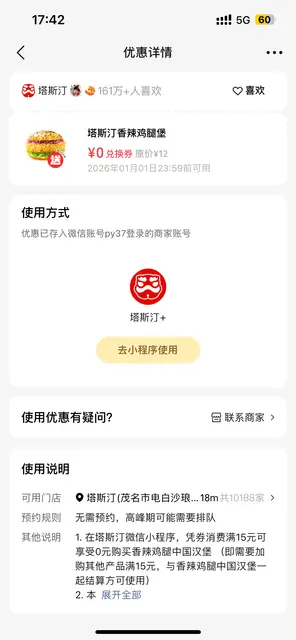 17:42
5G 60
优惠详情
塔斯汀 161万+人喜欢
喜欢
塔斯汀香辣鸡腿堡
¥0 兑换券 原价¥12
2026年01月01日23:59前可用
送
使用方式
优惠已存入微信账号py37登录的商家账号
塔斯汀+
去小程序使用
使用优惠有疑问?
联系商家
使用说明
可用门店 塔斯汀(茂名市电白沙琅... 18m 共10188家
预约规则 无需预约，高峰期可能需要排队
其他说明 1. 在塔斯汀微信小程序，凭券消费满15元可
享受0元购买香辣鸡腿中国汉堡 （即需要加
购其他产品满15元，与香辣鸡腿中国汉堡一
起结算方可使用）
2. 本 展开全部